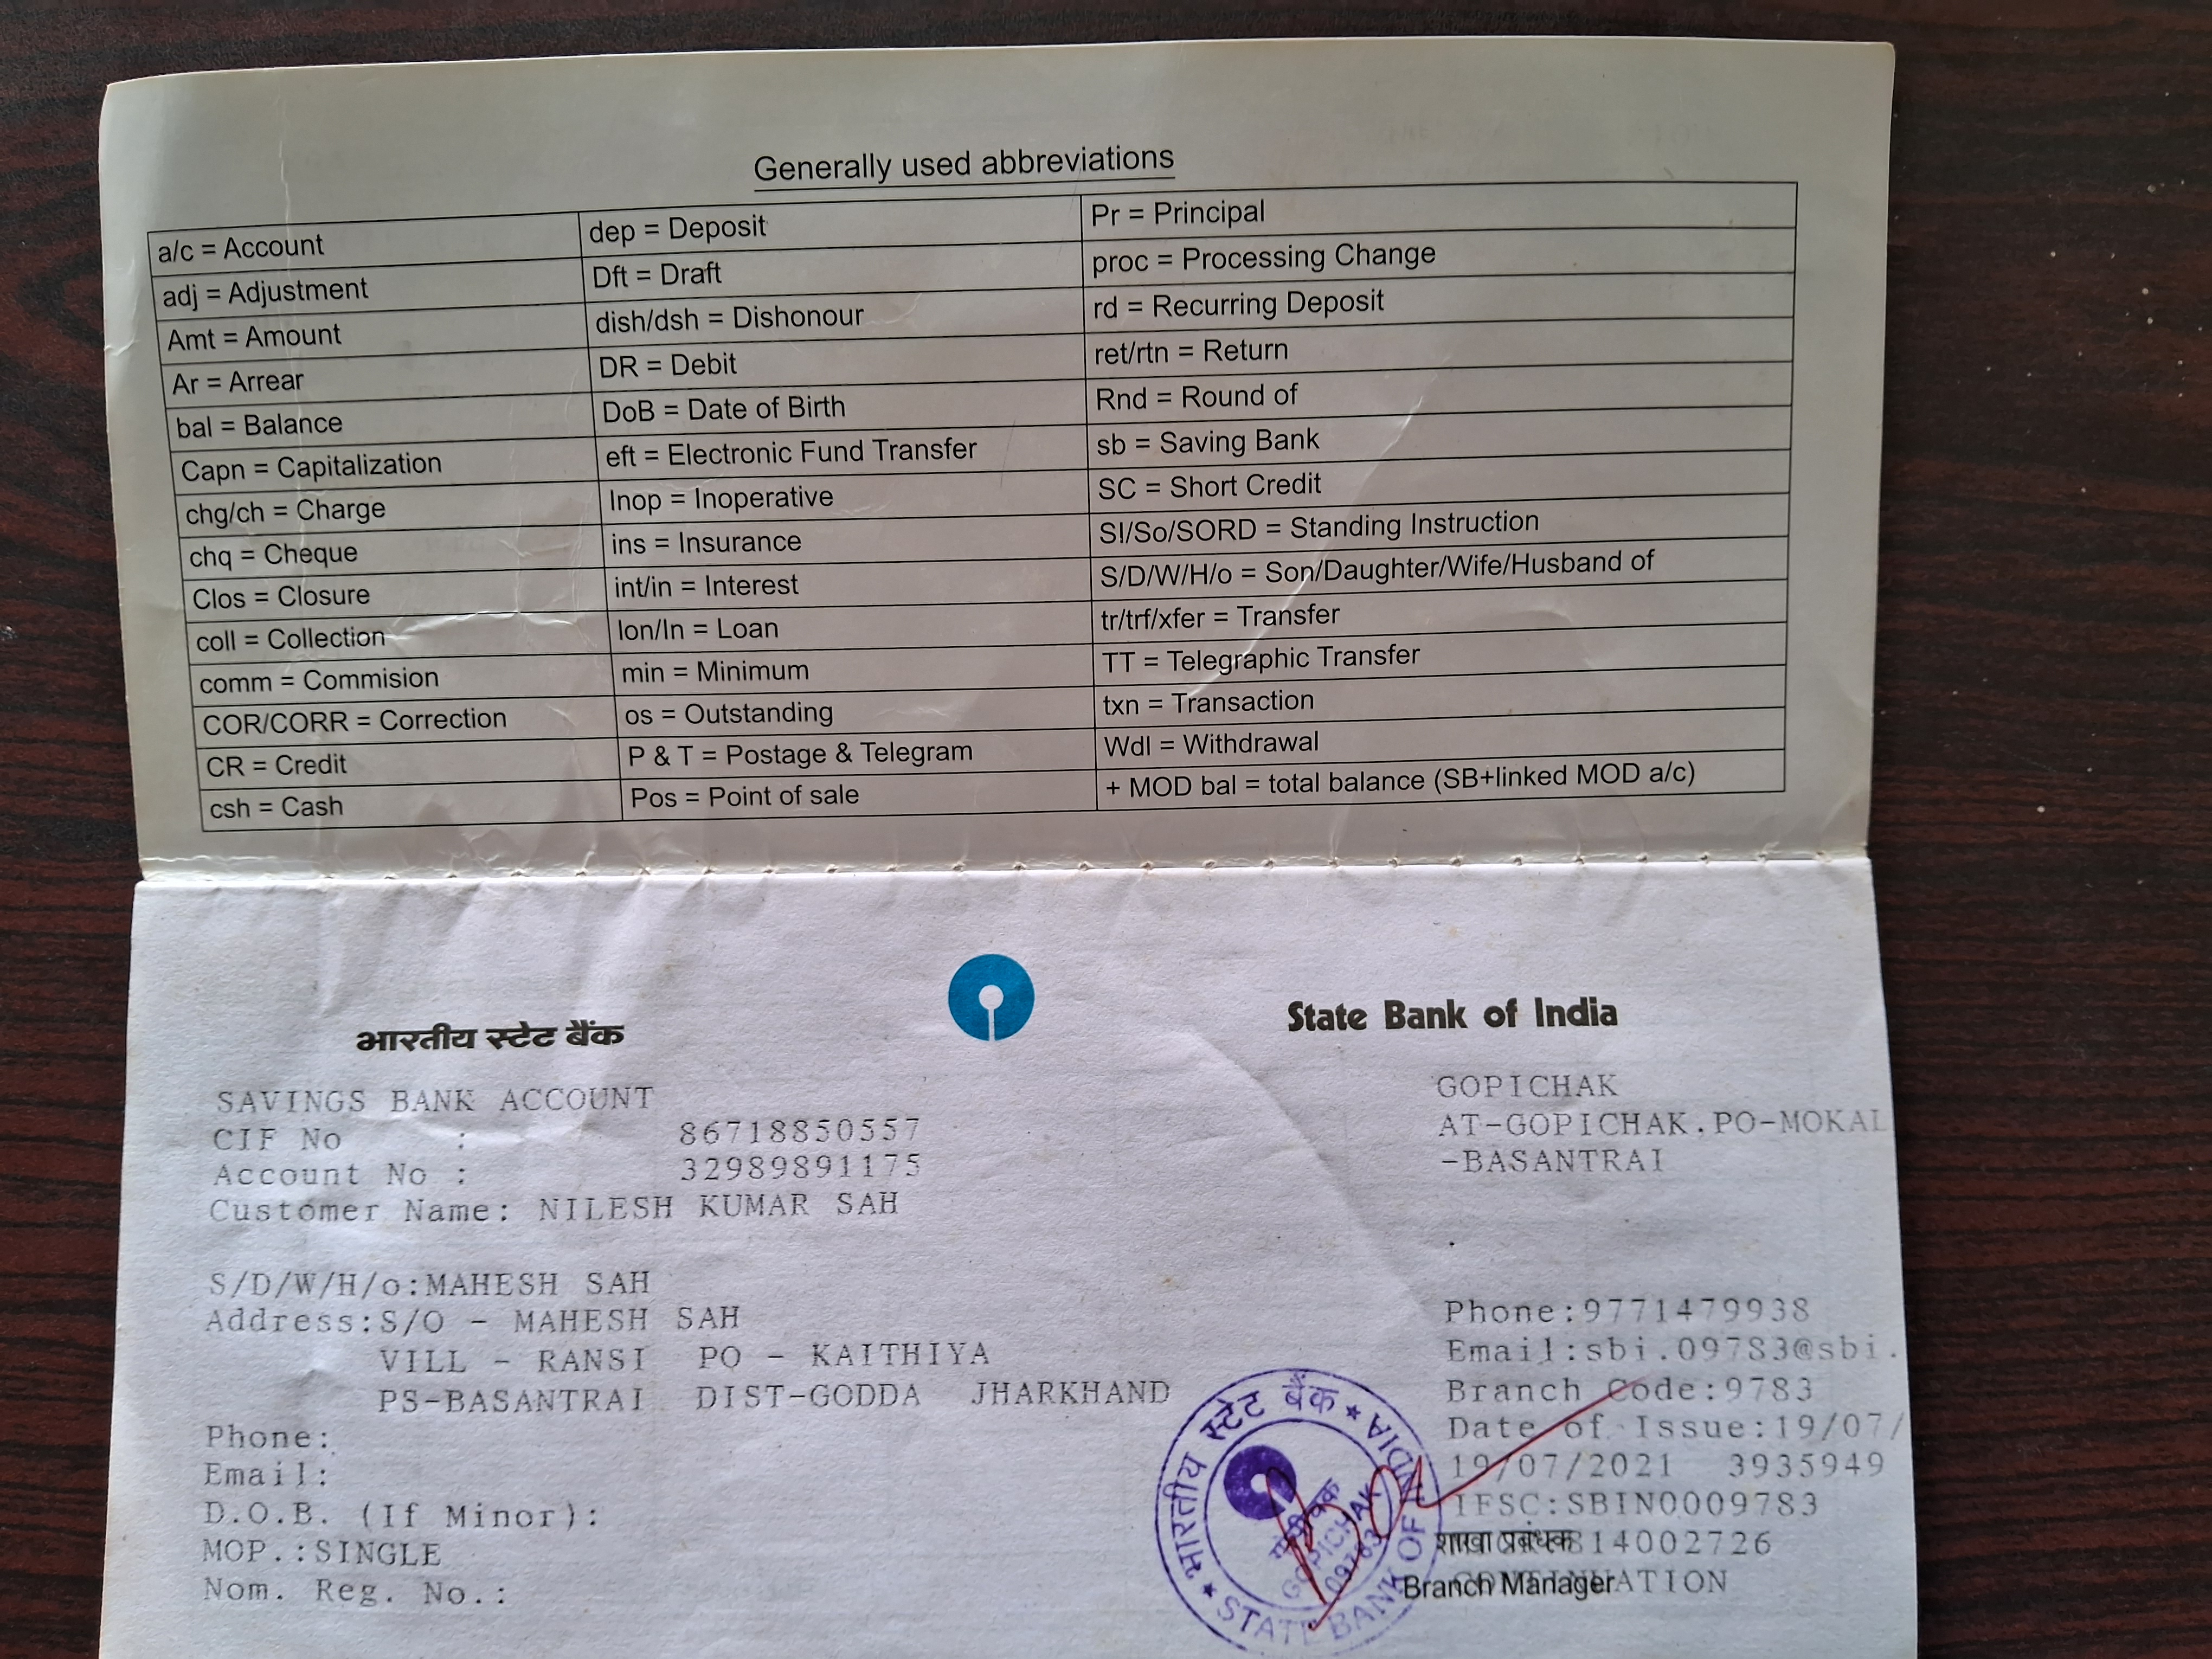 Generally used abbreviations
a/c = Account
dep = Deposit
Pr = Principal
adj = Adjustment
Dft = Draft
proc = Processing Change
Amt = Amount
dish/dsh = Dishonour
rd = Recurring Deposit
Ar = Arrear
DR = Debit
ret/rtn = Return
bal = Balance
DoB = Date of Birth
Rnd = Round of
Capn = Capitalization
eft = Electronic Fund Transfer
sb = Saving Bank
chg/ch = Charge
Inop = Inoperative
SC = Short Credit
chq = Cheque
ins = Insurance
SI/So/SORD = Standing Instruction
Clos = Closure
int/in = Interest
S/D/W/H/o = Son/Daughter/Wife/Husband of
coll = Collection
lon/ln = Loan
tr/trf/xfer = Transfer
comm = Commision
min = Minimum
TT = Telegraphic Transfer
COR/CORR = Correction
os = Outstanding
txn = Transaction
CR = Credit
P & T = Postage & Telegram
Wdl = Withdrawal
csh = Cash
Pos = Point of sale
+ MOD bal = total balance (SB+linked MOD a/c)
भारतीय स्टेट बैंक
State Bank of India
SAVINGS BANK ACCOUNT
CIF No : 86718850557
Account No : 32989891175
Customer Name: NILESH KUMAR SAH
S/D/W/H/o:MAHESH SAH
Address:S/O - MAHESH SAH
VILL - RANSI PO - KAITHIYA
PS-BASANTRAI DIST-GODDA JHARKHAND
Phone:
Email:
D.O.B. (If Minor):
MOP.:SINGLE
Nom. Reg. No.:
GOPICHAK
AT-GOPICHAK,PO-MOKAL
-BASANTRAI
Phone:9771479938
Email:sbi.09783@sbi.
Branch Code:9783
Date of Issue:19/07/
19/07/2021 3935949
IFSC:SBIN0009783
शाखा प्रबंधक
814002726
Branch Manager
भारतीय स्टेट बैंक
STATE BANK OF INDIA
GOPICHAK
09783